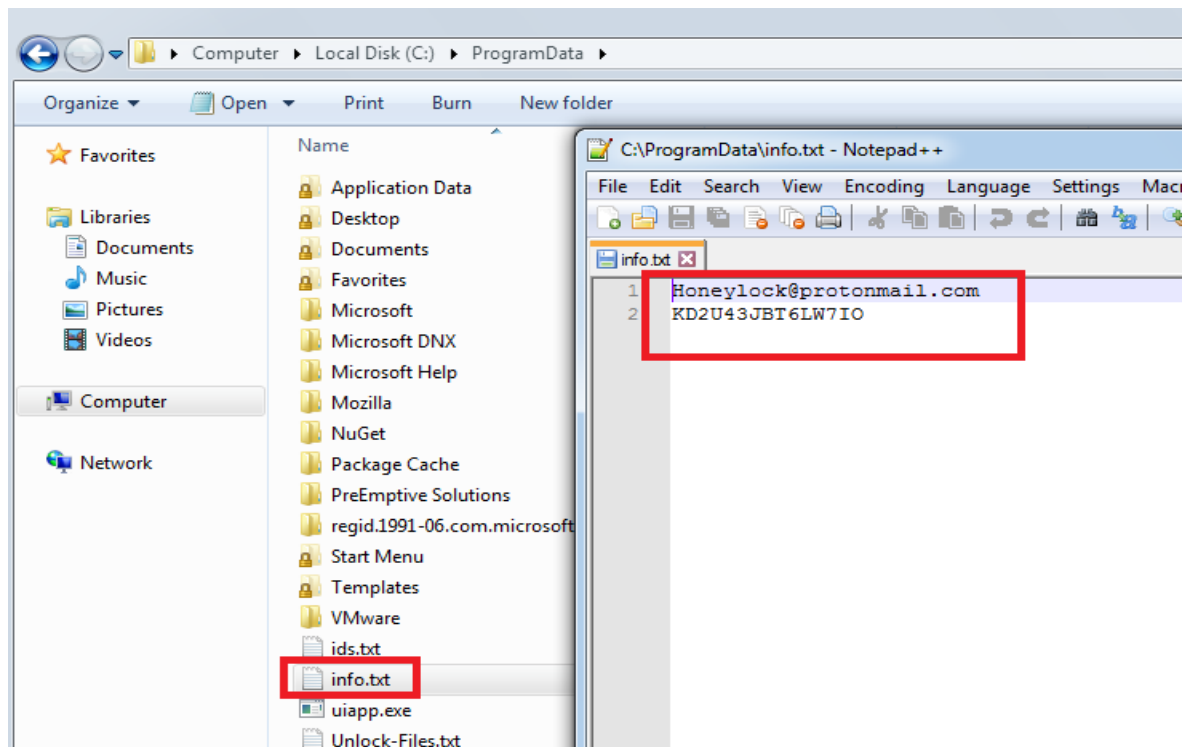 Computer Local Disk (C:) ProgramData
Organize Open Print Burn New folder
Favorites
Libraries
Documents
Music
Pictures
Videos
Computer
Network
Name
Application Data
Desktop
Documents
Favorites
Microsoft
Microsoft DNX
Microsoft Help
Mozilla
NuGet
Package Cache
PreEmptive Solutions
regid.1991-06.com.microsoft
Start Menu
Templates
VMware
ids.txt
info.txt
uiapp.exe
Unlock-Files.txt
C:\ProgramData\info.txt - Notepad++
File Edit Search View Encoding Language Settings Macr
info.txt
1 Honeylock@protonmail.com
2 KD2U43JBT6LW7IO